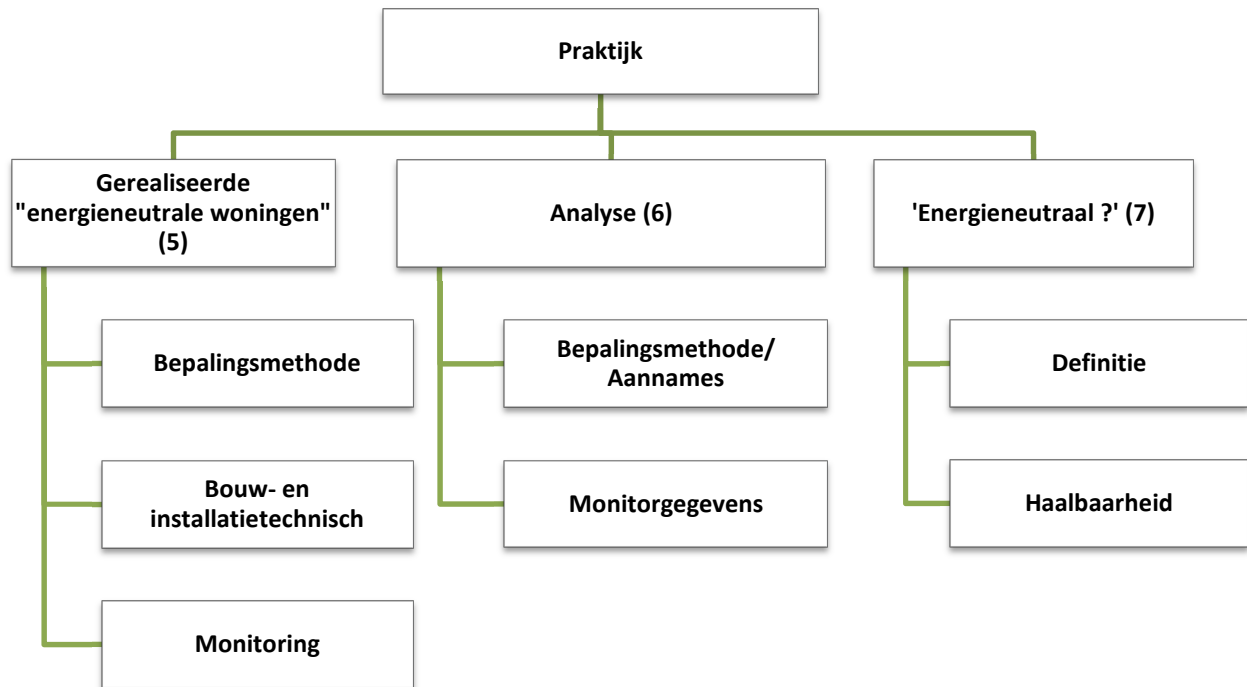 Praktijk
Gerealiseerde
"energieneutrale woningen"
(5)
Bepalingsmethode
Bouw- en
installatietechnisch
Monitoring
Analyse (6)
Bepalingsmethode/
Aannames
Monitorgegevens
'Energieneutraal ?' (7)
Definitie
Haalbaarheid